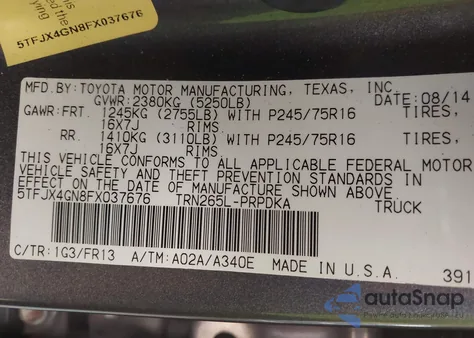 d the
rying
5TFJX4GN8FX037676
MFD.BY: TOYOTA MOTOR MANUFACTURING, TEXAS, INC.
GVWR: 2380KG (5250LB) DATE: 08/14
GAWR: FRT. 1245KG (2755LB) WITH P245/75R16 TIRES,
16X7J RIMS.
RR. 1410KG (3110LB) WITH P245/75R16 TIRES,
16X7J RIMS.
THIS VEHICLE CONFORMS TO ALL APPLICABLE FEDERAL MOTOR
VEHICLE SAFETY AND THEFT PREVENTION STANDARDS IN
EFFECT ON THE DATE OF MANUFACTURE SHOWN ABOVE.
5TFJX4GN8FX037676 TRN265L-PRPDKA TRUCK
C/TR: 1G3/FR13 A/TM: A02A/A340E MADE IN U.S.A. 391
autoSnap